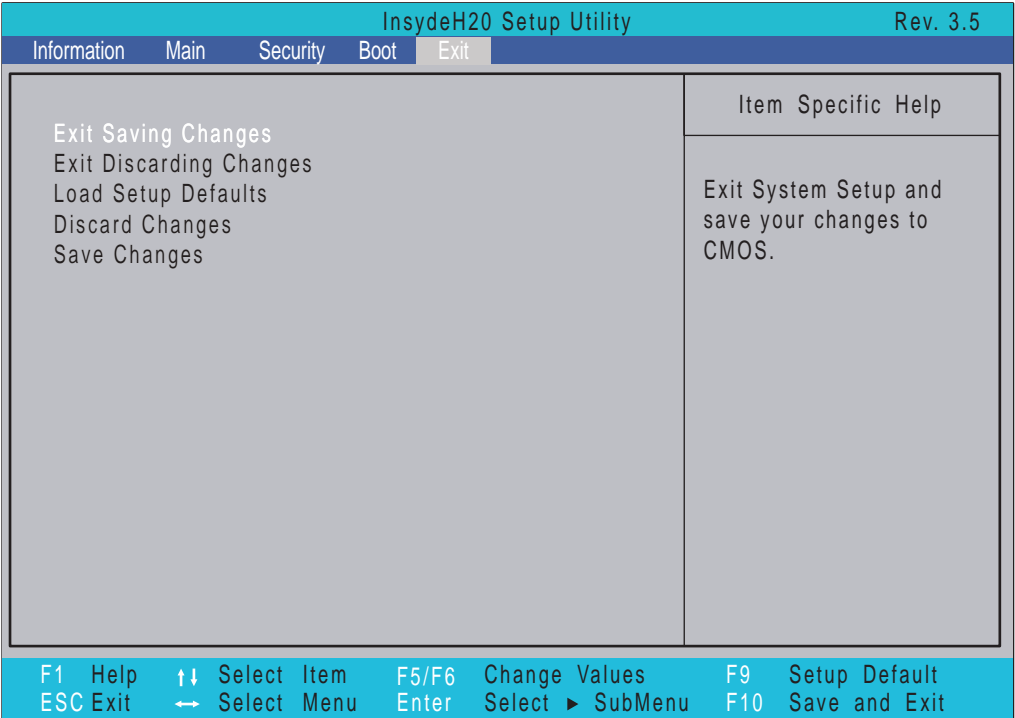 InsydeH20 Setup Utility Rev. 3.5
Information Main Security Boot Exit
Item Specific Help
Exit Saving Changes
Exit Discarding Changes
Load Setup Defaults
Discard Changes
Save Changes
Exit System Setup and
save your changes to
CMOS.
F1 Help ↑↓ Select Item F5/F6 Change Values F9 Setup Default
ESC Exit ↔ Select Menu Enter Select ► SubMenu F10 Save and Exit